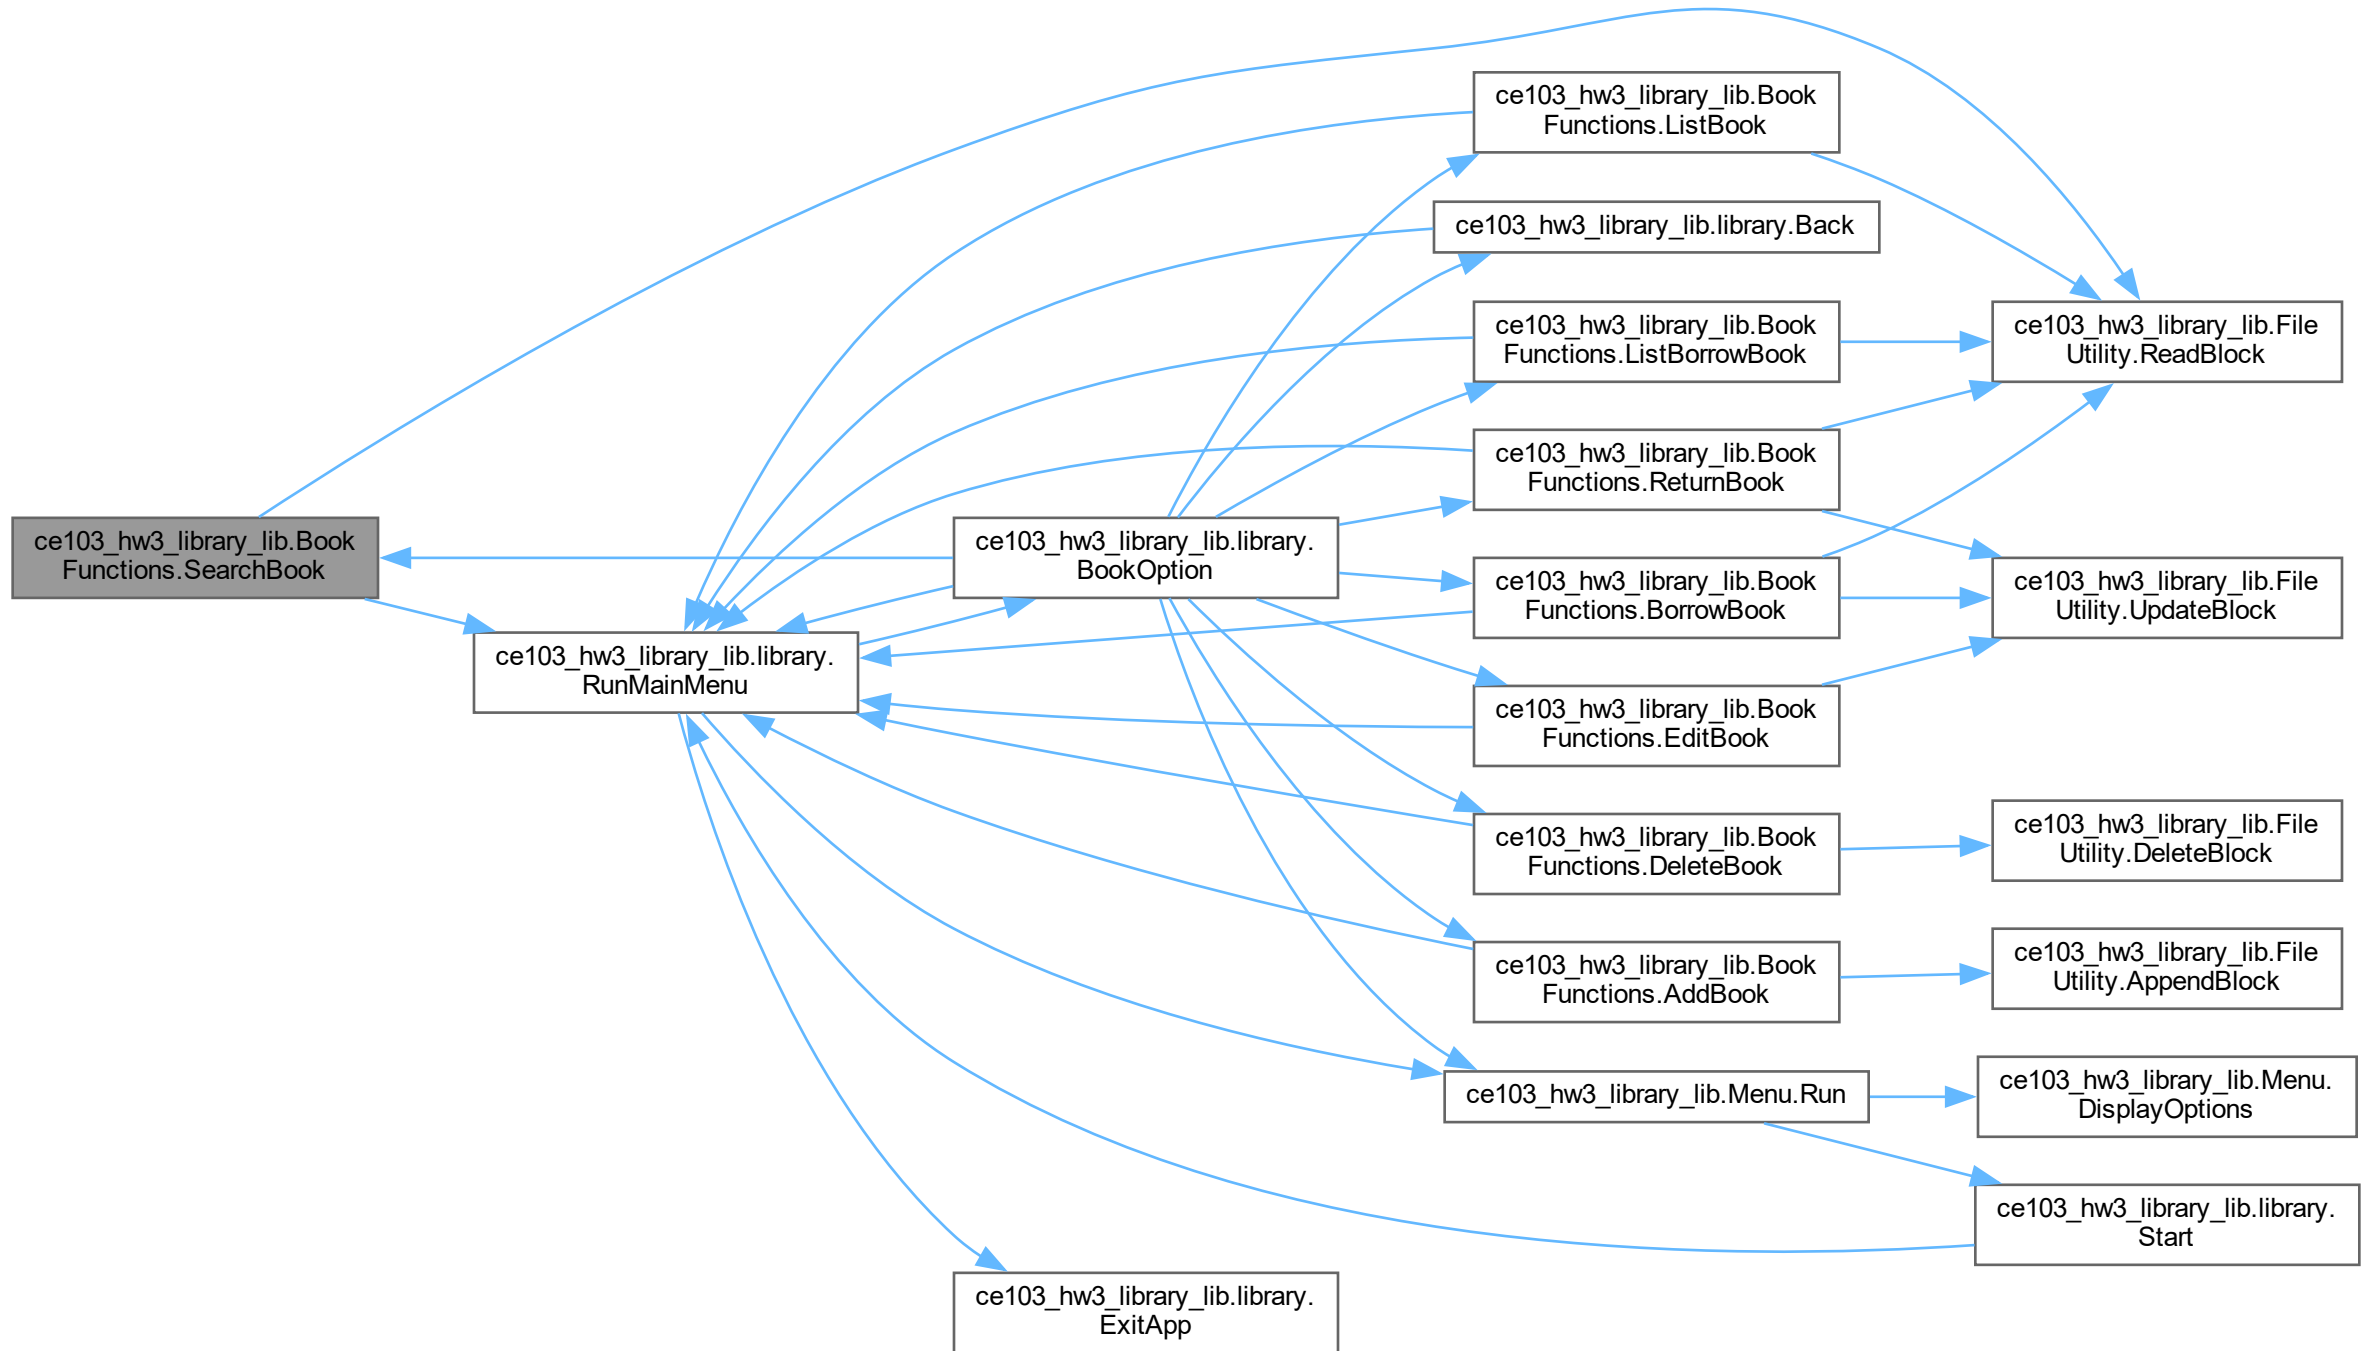 ce103_hw3_library_lib.Book
Functions.SearchBook
ce103_hw3_library_lib.library.
RunMainMenu
ce103_hw3_library_lib.library.
BookOption
ce103_hw3_library_lib.library.
ExitApp
ce103_hw3_library_lib.Book
Functions.ListBook
ce103_hw3_library_lib.library.Back
ce103_hw3_library_lib.Book
Functions.ListBorrowBook
ce103_hw3_library_lib.Book
Functions.ReturnBook
ce103_hw3_library_lib.Book
Functions.BorrowBook
ce103_hw3_library_lib.Book
Functions.EditBook
ce103_hw3_library_lib.Book
Functions.DeleteBook
ce103_hw3_library_lib.Book
Functions.AddBook
ce103_hw3_library_lib.Menu.Run
ce103_hw3_library_lib.File
Utility.ReadBlock
ce103_hw3_library_lib.File
Utility.UpdateBlock
ce103_hw3_library_lib.File
Utility.DeleteBlock
ce103_hw3_library_lib.File
Utility.AppendBlock
ce103_hw3_library_lib.Menu.
DisplayOptions
ce103_hw3_library_lib.library.
Start